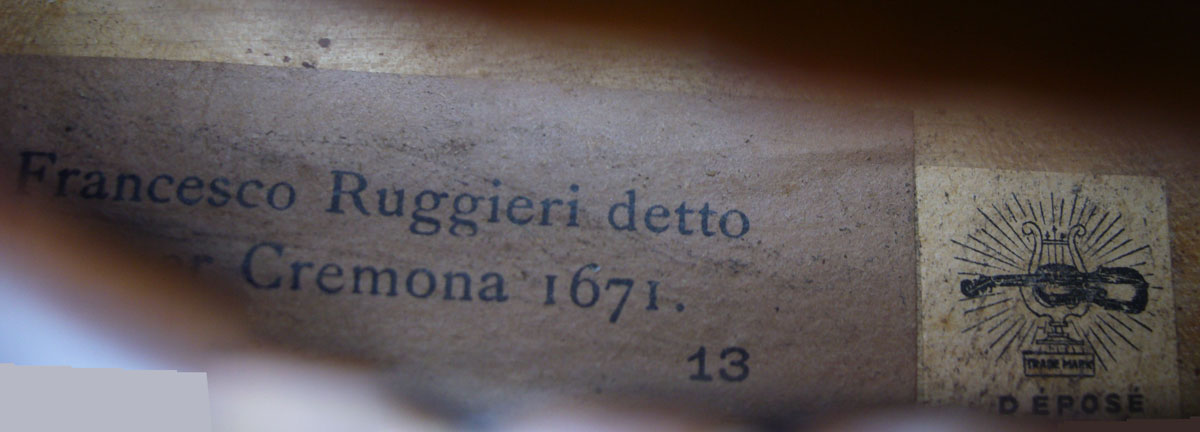 Francesco Ruggieri detto
Cremona 1671.
13
TRADE MARK
DÉPOSÉ